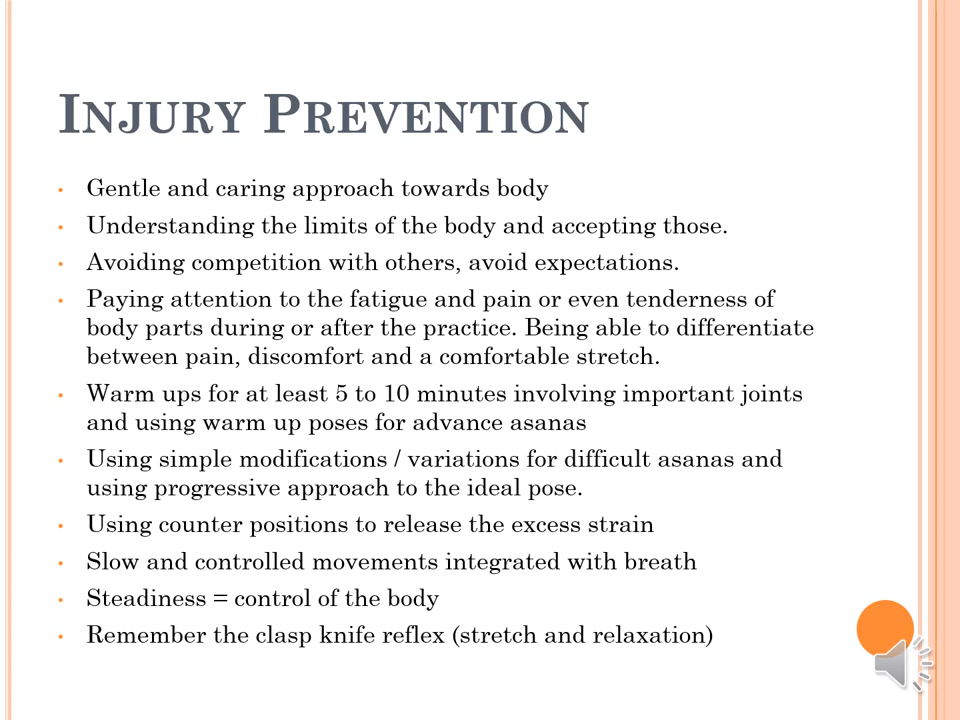 INJURY PREVENTION
• Gentle and caring approach towards body
• Understanding the limits of the body and accepting those.
• Avoiding competition with others, avoid expectations.
• Paying attention to the fatigue and pain or even tenderness of
body parts during or after the practice. Being able to differentiate
between pain, discomfort and a comfortable stretch.
• Warm ups for at least 5 to 10 minutes involving important joints
and using warm up poses for advance asanas
• Using simple modifications / variations for difficult asanas and
using progressive approach to the ideal pose.
• Using counter positions to release the excess strain
• Slow and controlled movements integrated with breath
• Steadiness = control of the body
• Remember the clasp knife reflex (stretch and relaxation)